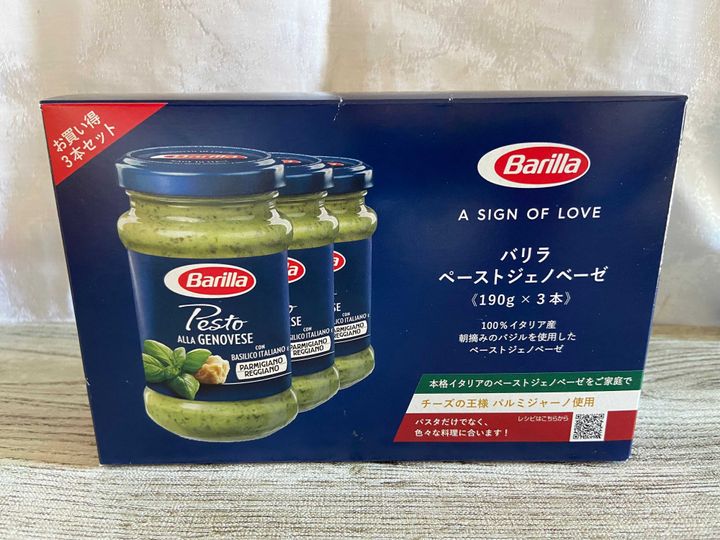 お買い得
3本セット
Barilla
Pesto
ALLA GENOVESE
CON
BASILICO ITALIANO
PARMIGIANO
REGGIANO
CON
BASILICO ITALIANO
PARMIGIANO
REGGIANO
Barilla
A SIGN OF LOVE
バリラ
ペーストジェノベーゼ
《190g × 3本》
100%イタリア産
朝摘みのバジルを使用した
ペーストジェノベーゼ
本格イタリアのペーストジェノベーゼをご家庭で
チーズの王様 パルミジャーノ使用
パスタだけでなく、
色々な料理に合います!
レシピはこちらから